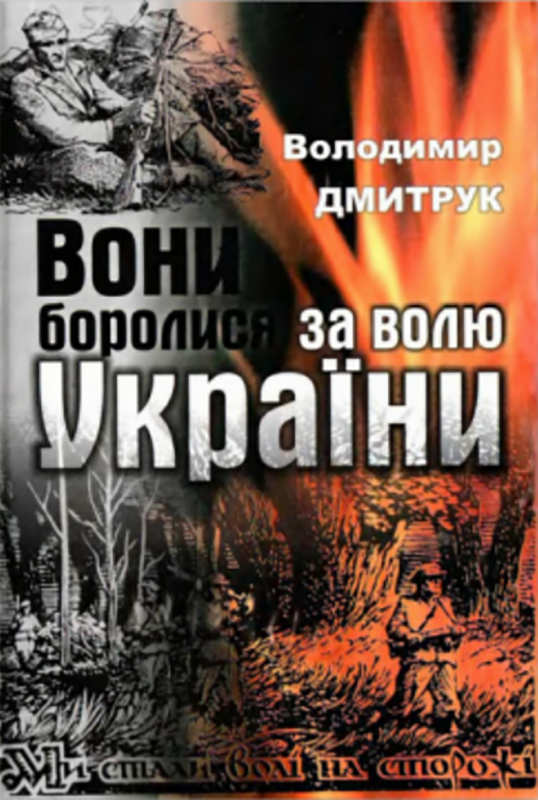 Володимир
ДМИТРУК
Вони
боролися за волю
України
Ми стали волі на сторожі